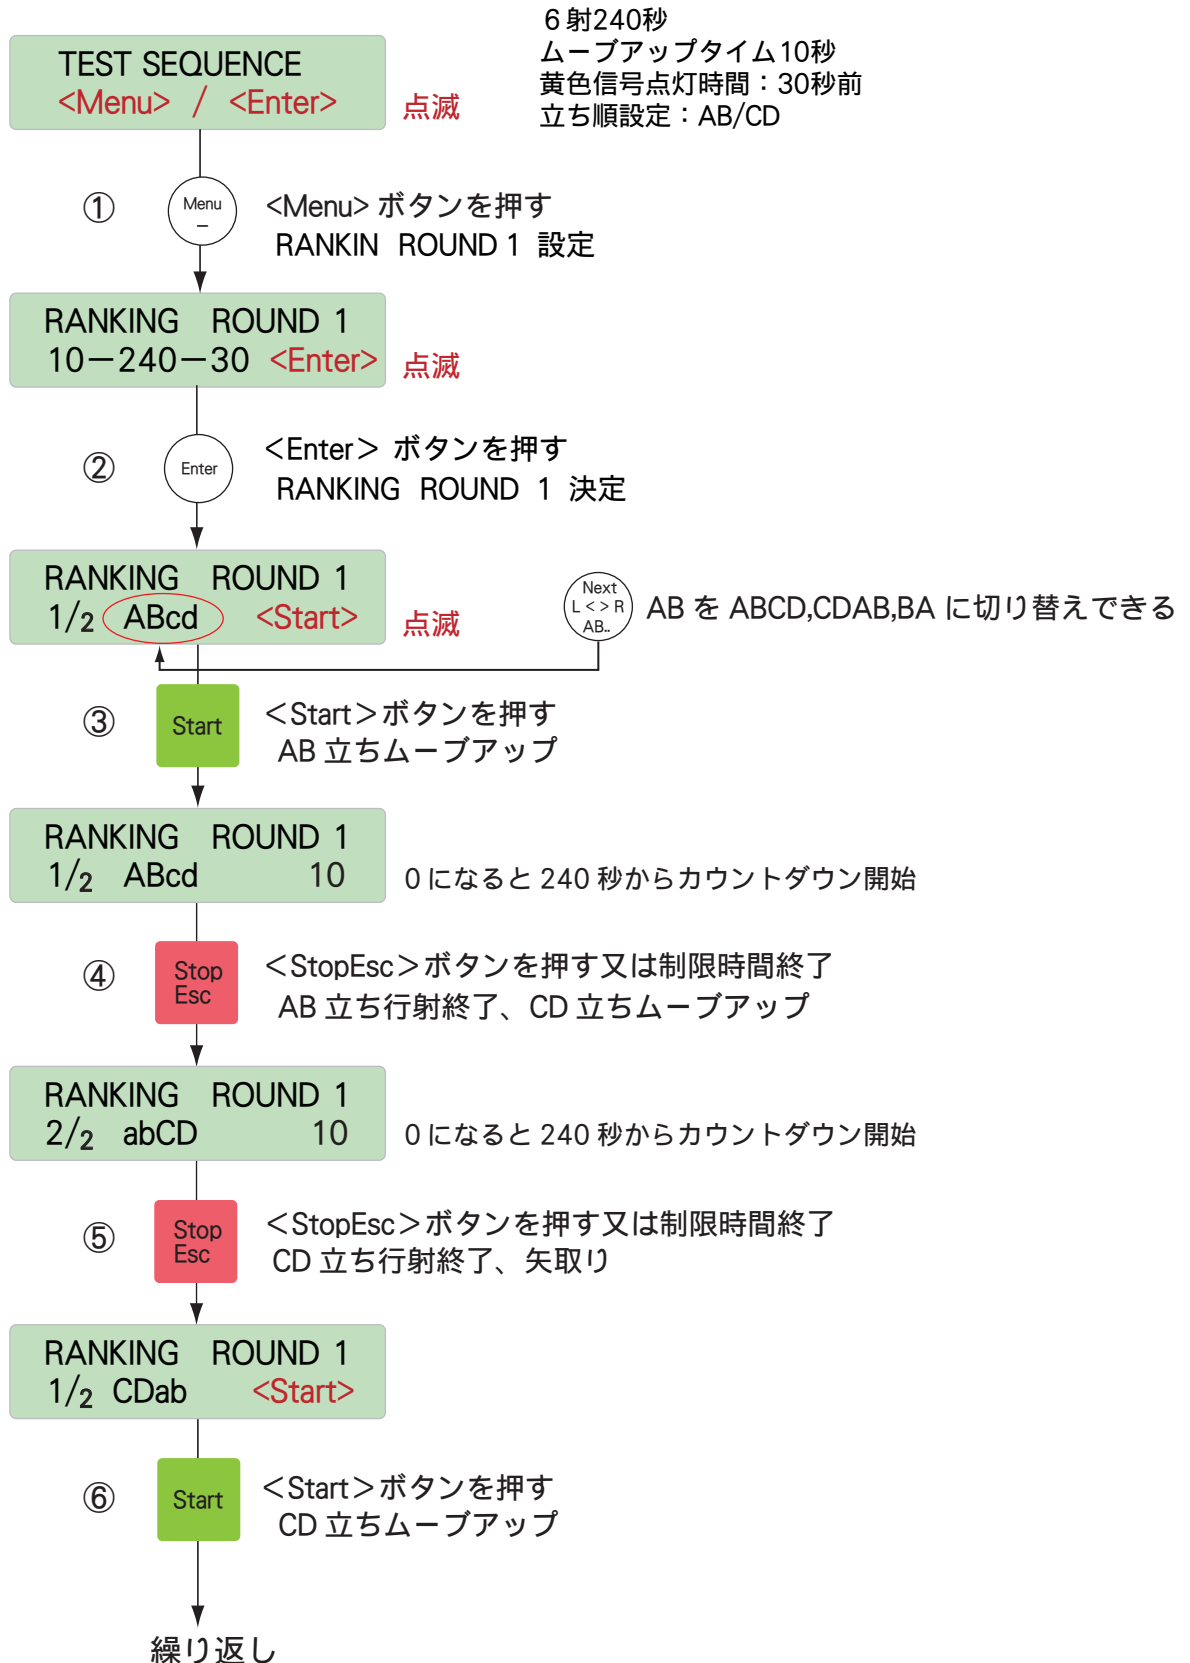 ６射240秒
ムーブアップタイム10秒
黄色信号点灯時間：30秒前
立ち順設定：AB/CD
TEST SEQUENCE
<Menu> / <Enter> 点滅
① Menu
－
<Menu> ボタンを押す
RANKIN ROUND 1 設定
RANKING ROUND 1
10－240－30 <Enter> 点滅
② Enter
＜Enter＞ ボタンを押す
RANKING ROUND 1 決定
RANKING ROUND 1
1/2 ABcd <Start> 点滅
Next
L < > R
AB..
AB を ABCD,CDAB,BA に切り替えできる
③ Start
＜Start＞ボタンを押す
AB 立ちムーブアップ
RANKING ROUND 1
1/2 ABcd 10
0 になると 240 秒からカウントダウン開始
④ Stop
Esc
＜StopEsc＞ボタンを押す又は制限時間終了
AB 立ち行射終了、CD 立ちムーブアップ
RANKING ROUND 1
2/2 abCD 10
0 になると 240 秒からカウントダウン開始
⑤ Stop
Esc
＜StopEsc＞ボタンを押す又は制限時間終了
CD 立ち行射終了、矢取り
RANKING ROUND 1
1/2 CDab <Start>
⑥ Start
＜Start＞ボタンを押す
CD 立ちムーブアップ
繰り返し